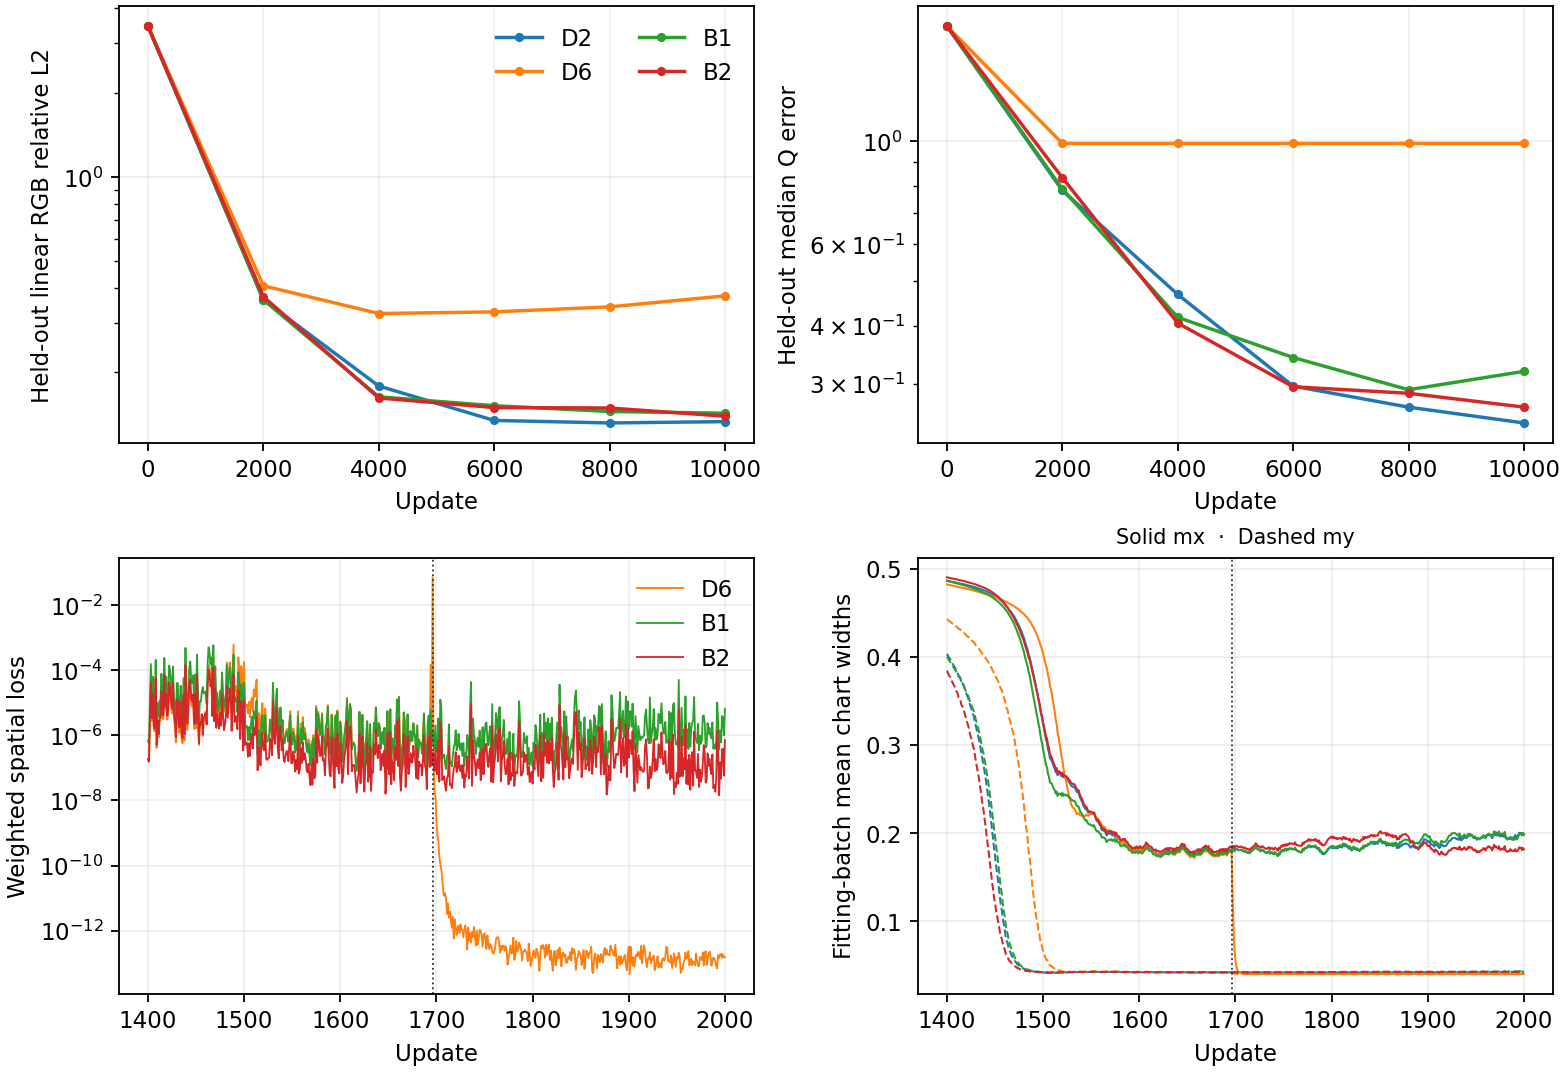 Held-out linear RGB relative L2
10⁰
D2
D6
B1
B2
0 2000 4000 6000 8000 10000
Update
Held-out median Q error
10⁰
6 × 10⁻¹
4 × 10⁻¹
3 × 10⁻¹
0 2000 4000 6000 8000 10000
Update
Weighted spatial loss
10⁻²
10⁻⁴
10⁻⁶
10⁻⁸
10⁻¹⁰
10⁻¹²
D6
B1
B2
1400 1500 1600 1700 1800 1900 2000
Update
Solid mx · Dashed my
Fitting-batch mean chart widths
0.5
0.4
0.3
0.2
0.1
1400 1500 1600 1700 1800 1900 2000
Update